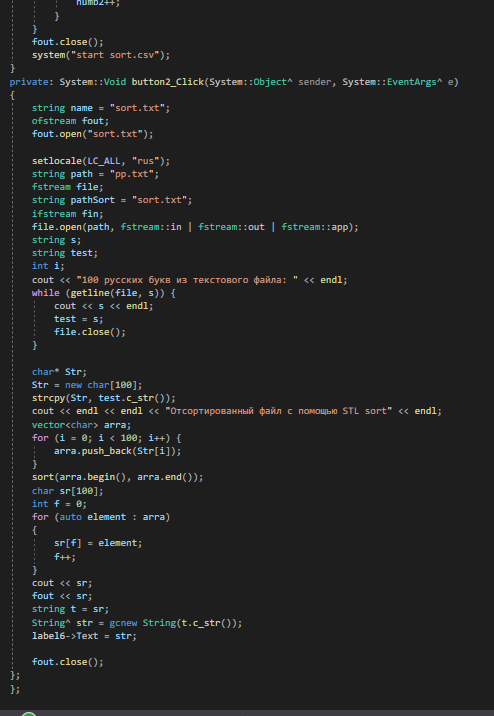 numb2++;
}
}
fout.close();
system("start sort.csv");
}
private: System::Void button2_Click(System::Object^ sender, System::EventArgs^ e)
{
string name = "sort.txt";
ofstream fout;
fout.open("sort.txt");
setlocale(LC_ALL, "rus");
string path = "pp.txt";
fstream file;
string pathSort = "sort.txt";
ifstream fin;
file.open(path, fstream::in | fstream::out | fstream::app);
string s;
string test;
int i;
cout << "100 русских букв из текстового файла: " << endl;
while (getline(file, s)) {
cout << s << endl;
test = s;
file.close();
}
char* Str;
Str = new char[100];
strcpy(Str, test.c_str());
cout << endl << endl << "Отсортированный файл с помощью STL sort" << endl;
vector<char> arra;
for (i = 0; i < 100; i++) {
arra.push_back(Str[i]);
}
sort(arra.begin(), arra.end());
char sr[100];
int f = 0;
for (auto element : arra)
{
sr[f] = element;
f++;
}
cout << sr;
fout << sr;
string t = sr;
String^ str = gcnew String(t.c_str());
label6->Text = str;
fout.close();
};
};